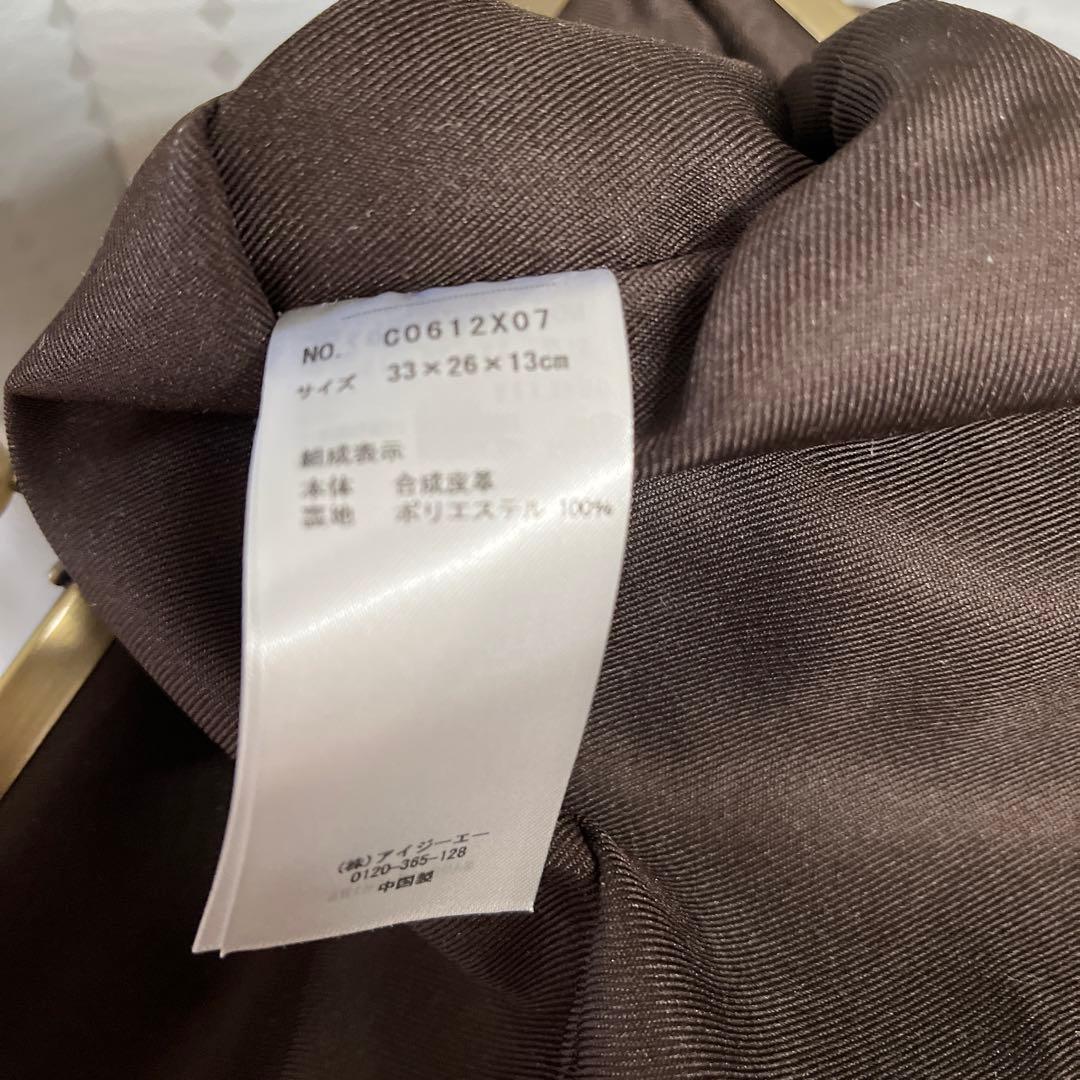 NO. C0612X07
サイズ 33×26×13cm
組成表示
本体 合成皮革
裏地 ポリエステル 100%
(株)アイジーエー
0120-365-128
中国製